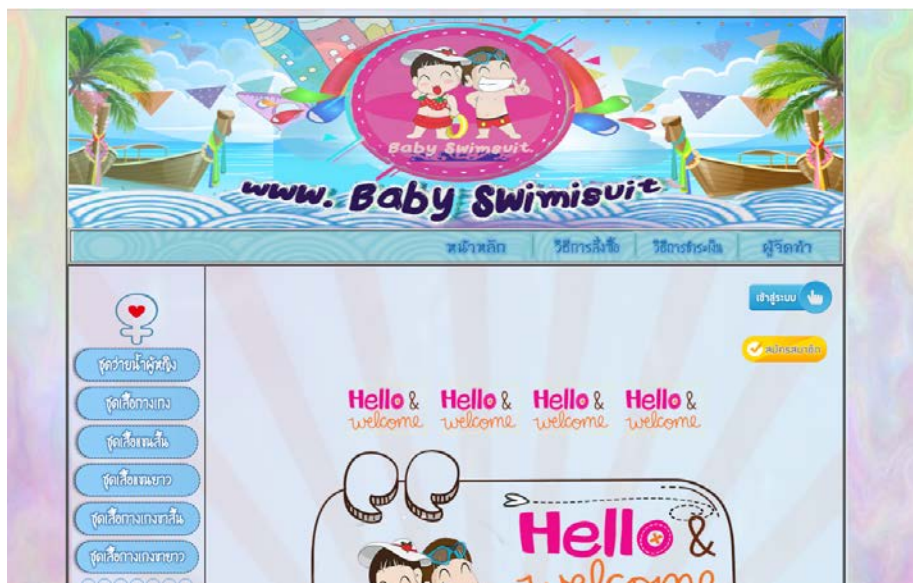 Baby Swimsuit
www. Baby Swimisuit
หน้าหลัก วิธีการสั่งซื้อ วิธีการชำระเงิน ผู้จัดทำ
เข้าสู่ระบบ
สมัครสมาชิก
ชุดว่ายน้ำผู้หญิง
ชุดเสื้อกางเกง
ชุดเสื้อแขนสั้น
ชุดเสื้อแขนยาว
ชุดเสื้อกางเกงขาสั้น
ชุดเสื้อกางเกงขายาว
Hello & Hello & Hello & Hello &
welcome welcome welcome welcome
Hello &
welcome